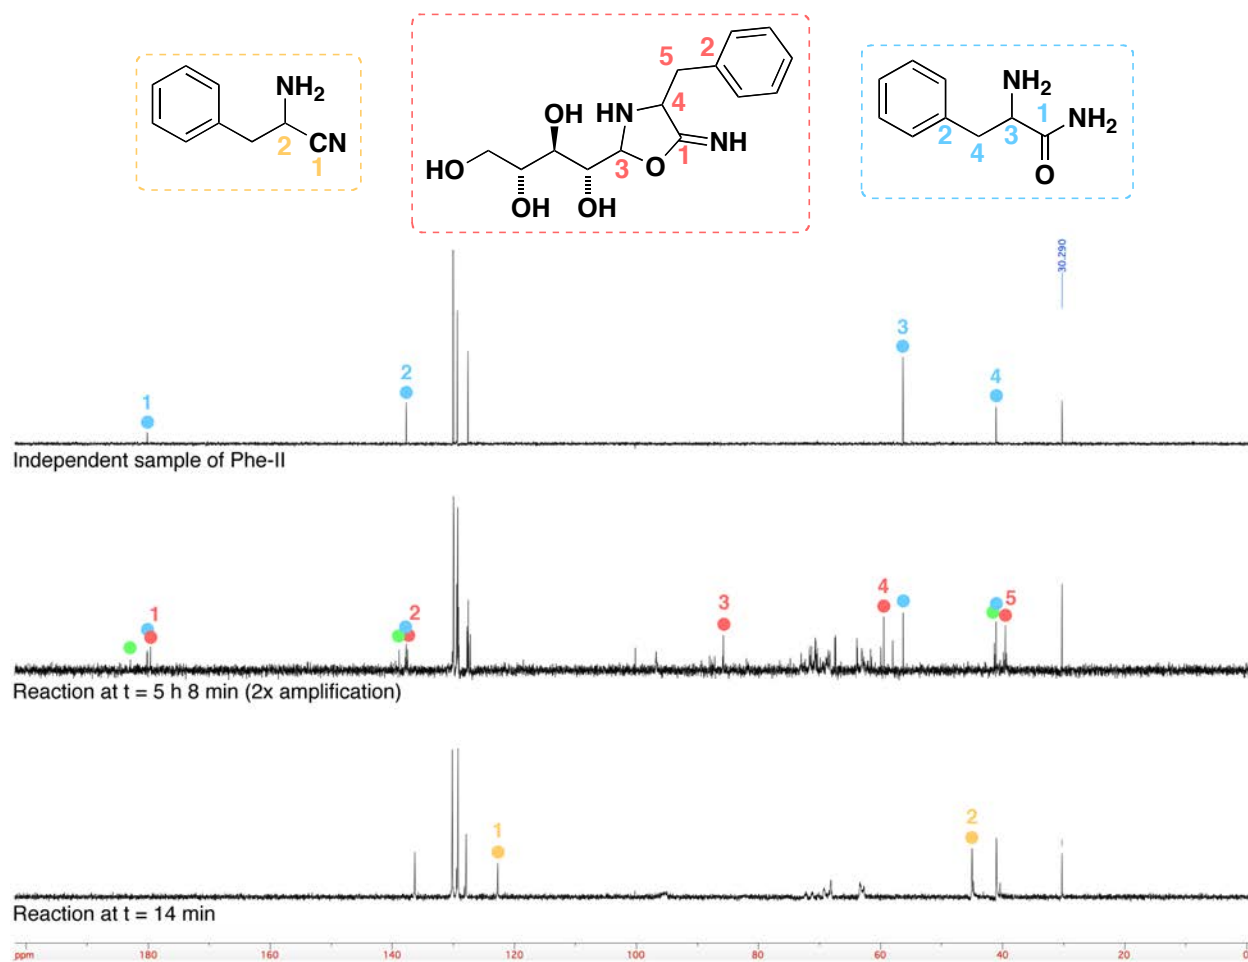 NH2
2
CN
1
5
2
HN
4
OH
NH
1
HO
3
O
OH
OH
NH2
1
NH2
2
3
4
O
30.290
1
2
3
4
Independent sample of Phe-II
1
2
3
4
5
Reaction at t = 5 h 8 min (2x amplification)
1
2
Reaction at t = 14 min
ppm 180 160 140 120 100 80 60 40 20 0